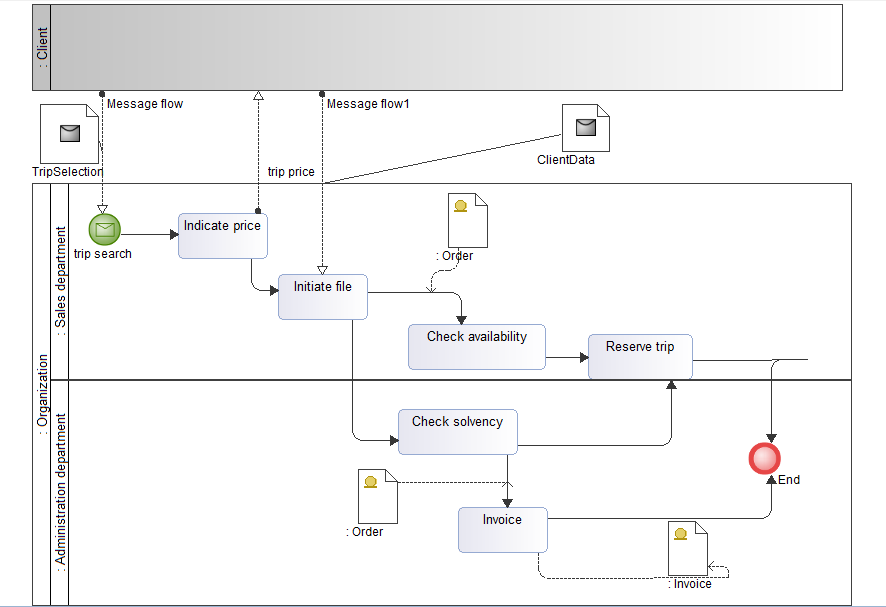 : Client
Message flow
Message flow1
TripSelection
trip price
ClientData
: Organization
: Sales department
trip search
Indicate price
: Order
Initiate file
Check availability
Reserve trip
: Administration department
Check solvency
: Order
Invoice
End
: Invoice